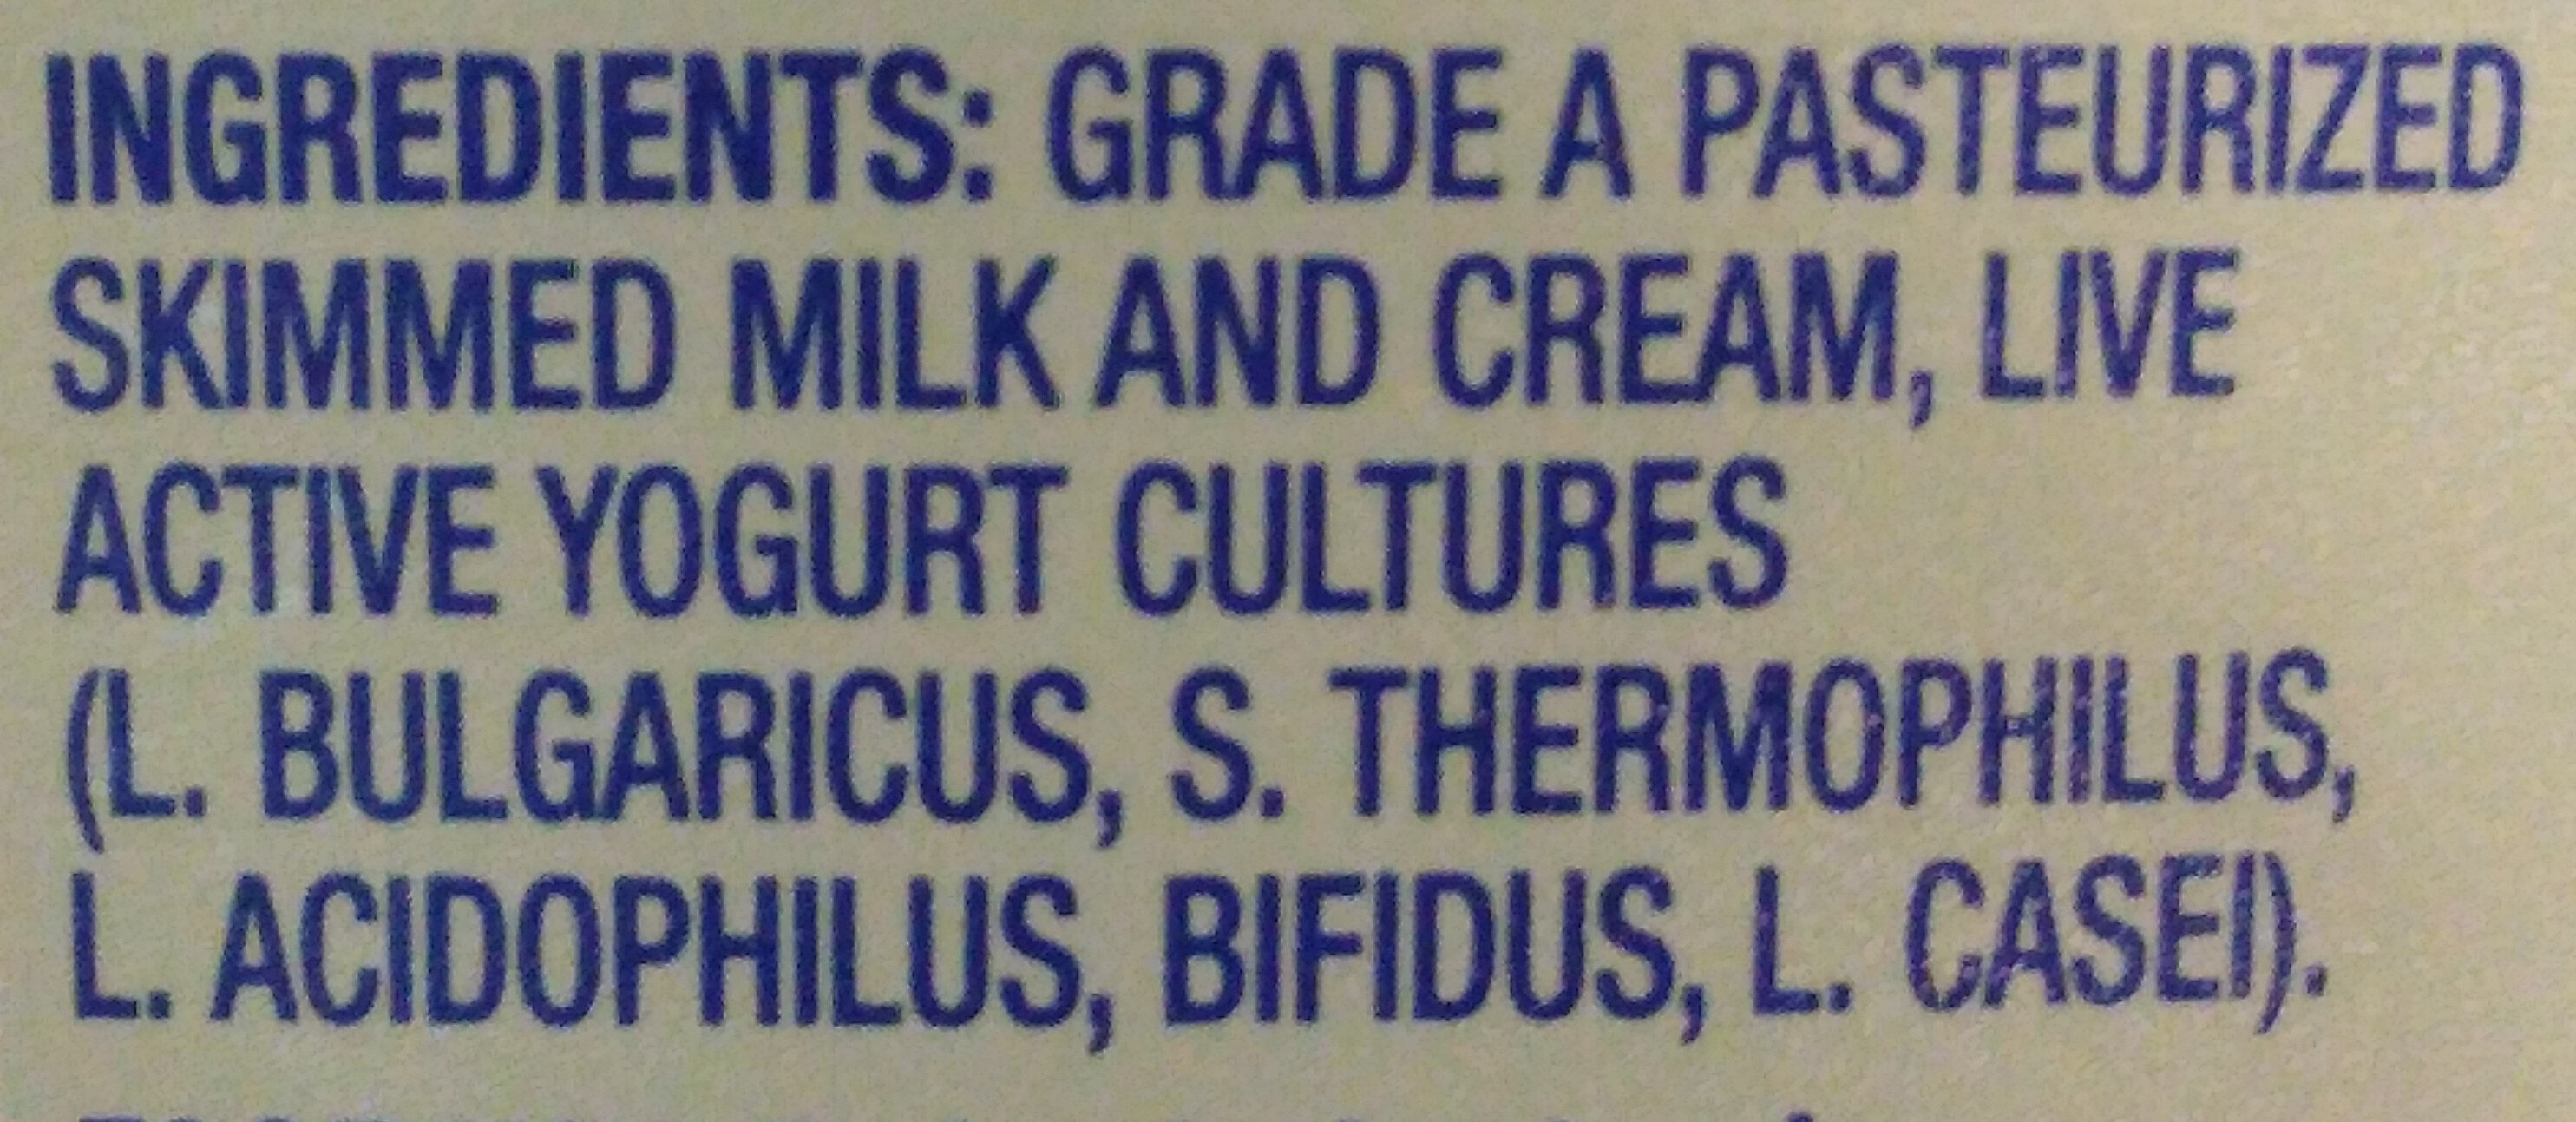 INGREDIENTS: GRADE A PASTEURIZED
SKIMMED MILK AND CREAM, LIVE
ACTIVE YOGURT CULTURES
(L. BULGARICUS, S. THERMOPHILUS,
L. ACIDOPHILUS, BIFIDUS, L. CASEI).